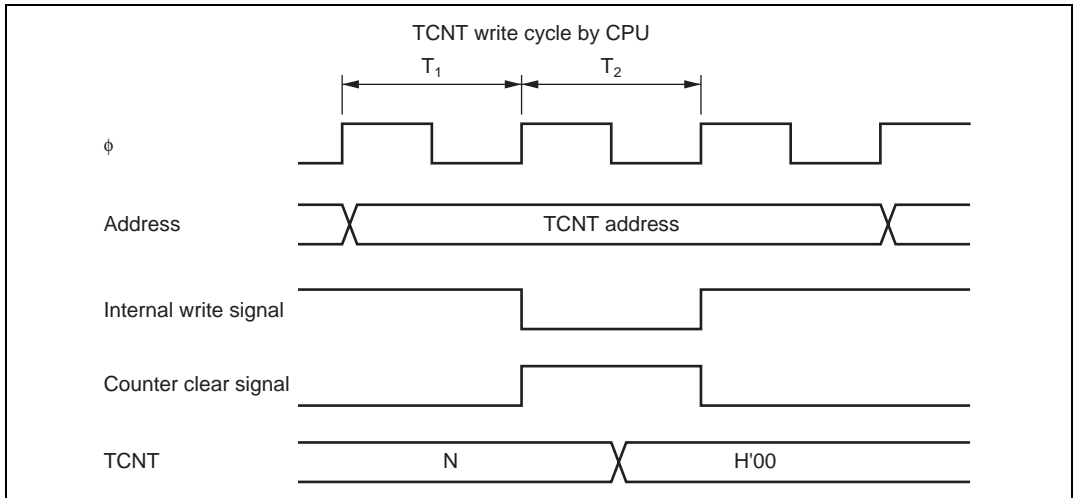 TCNT write cycle by CPU
T1 T2
ϕ
Address TCNT address
Internal write signal
Counter clear signal
TCNT N H'00